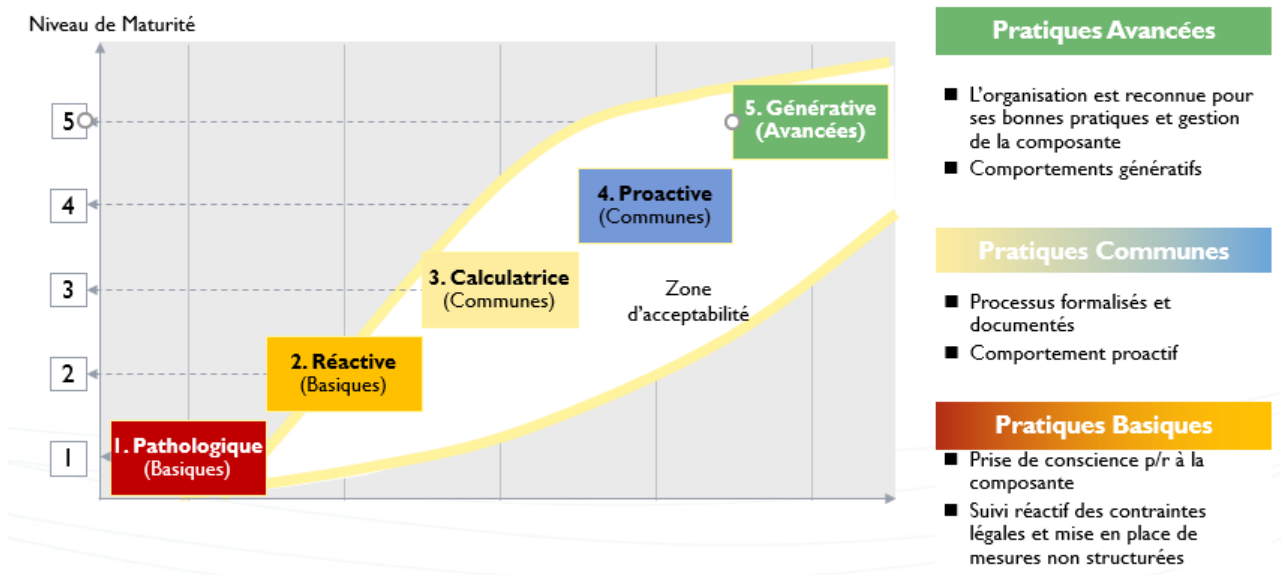 Niveau de Maturité
5
4
3
2
1
5. Générative
(Avancées)
4. Proactive
(Communes)
3. Calculatrice
(Communes)
Zone
d'acceptabilité
2. Réactive
(Basiques)
1. Pathologique
(Basiques)
Pratiques Avancées
■ L'organisation est reconnue pour
ses bonnes pratiques et gestion
de la composante
■ Comportements génératifs
Pratiques Communes
■ Processus formalisés et
documentés
■ Comportement proactif
Pratiques Basiques
■ Prise de conscience p/r à la
composante
■ Suivi réactif des contraintes
légales et mise en place de
mesures non structurées